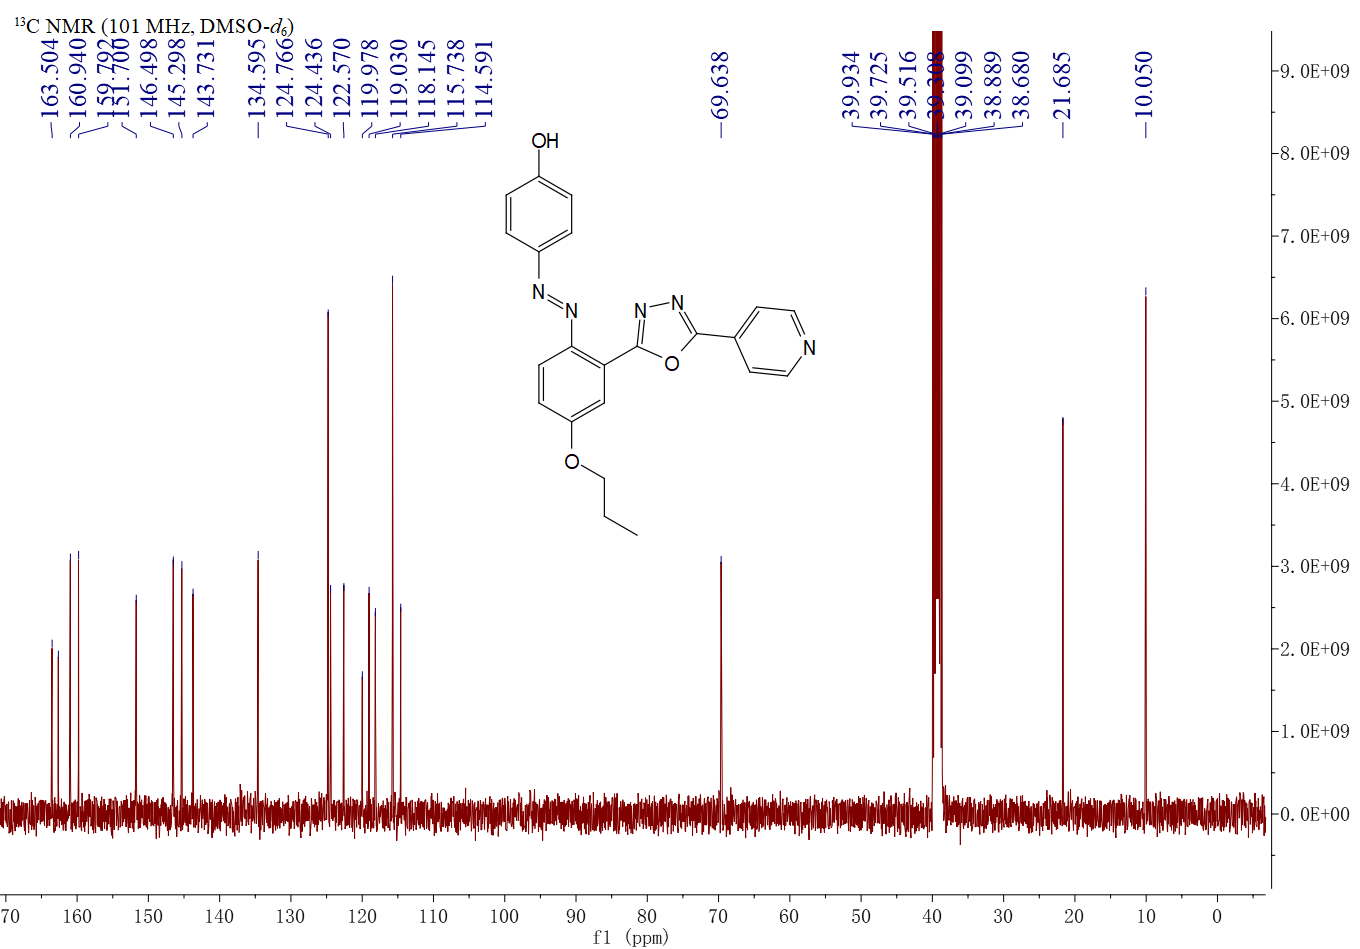 13C NMR (101 MHz, DMSO-d6)
163.504
160.940
159.792
151.700
146.498
145.298
143.731
134.595
124.766
124.436
122.570
119.978
119.030
118.145
115.738
114.591
69.638
39.934
39.725
39.516
39.308
39.099
38.889
38.680
21.685
10.050
9.0E+09
8.0E+09
7.0E+09
6.0E+09
5.0E+09
4.0E+09
3.0E+09
2.0E+09
1.0E+09
0.0E+00
OH
N
N
N
N
O
N
O
70 160 150 140 130 120 110 100 90 80 70 60 50 40 30 20 10 0
f1 (ppm)